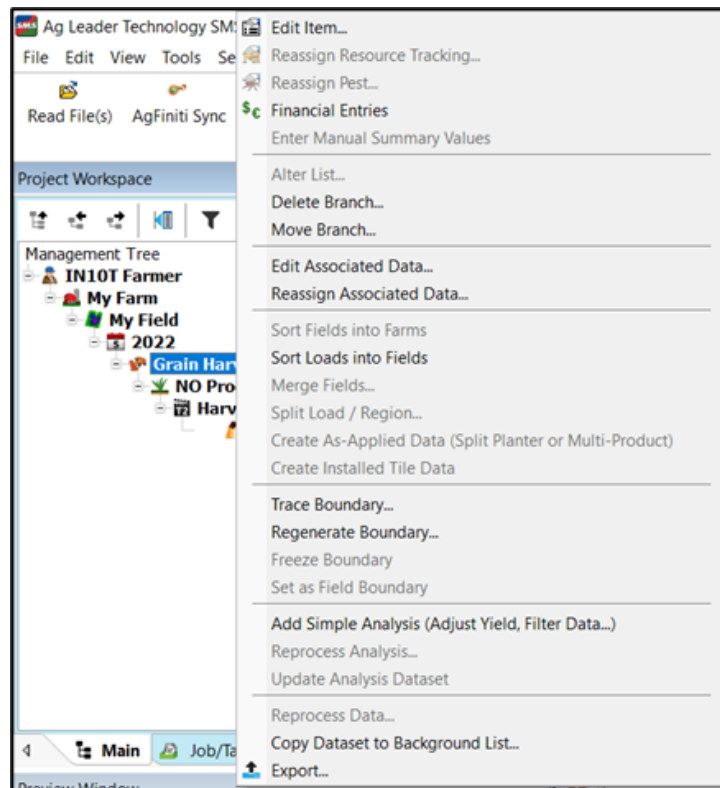 SMS Ag Leader Technology SM
File Edit View Tools Se
Read File(s) AgFiniti Sync
Project Workspace
Management Tree
IN10T Farmer
My Farm
My Field
2022
Grain Har
NO Pro
Harv
Main Job/Ta
Preview Window
Edit Item...
Reassign Resource Tracking...
Reassign Pest...
Financial Entries
Enter Manual Summary Values
Alter List...
Delete Branch...
Move Branch...
Edit Associated Data...
Reassign Associated Data...
Sort Fields into Farms
Sort Loads into Fields
Merge Fields...
Split Load / Region...
Create As-Applied Data (Split Planter or Multi-Product)
Create Installed Tile Data
Trace Boundary...
Regenerate Boundary...
Freeze Boundary
Set as Field Boundary
Add Simple Analysis (Adjust Yield, Filter Data...)
Reprocess Analysis...
Update Analysis Dataset
Reprocess Data...
Copy Dataset to Background List...
Export...